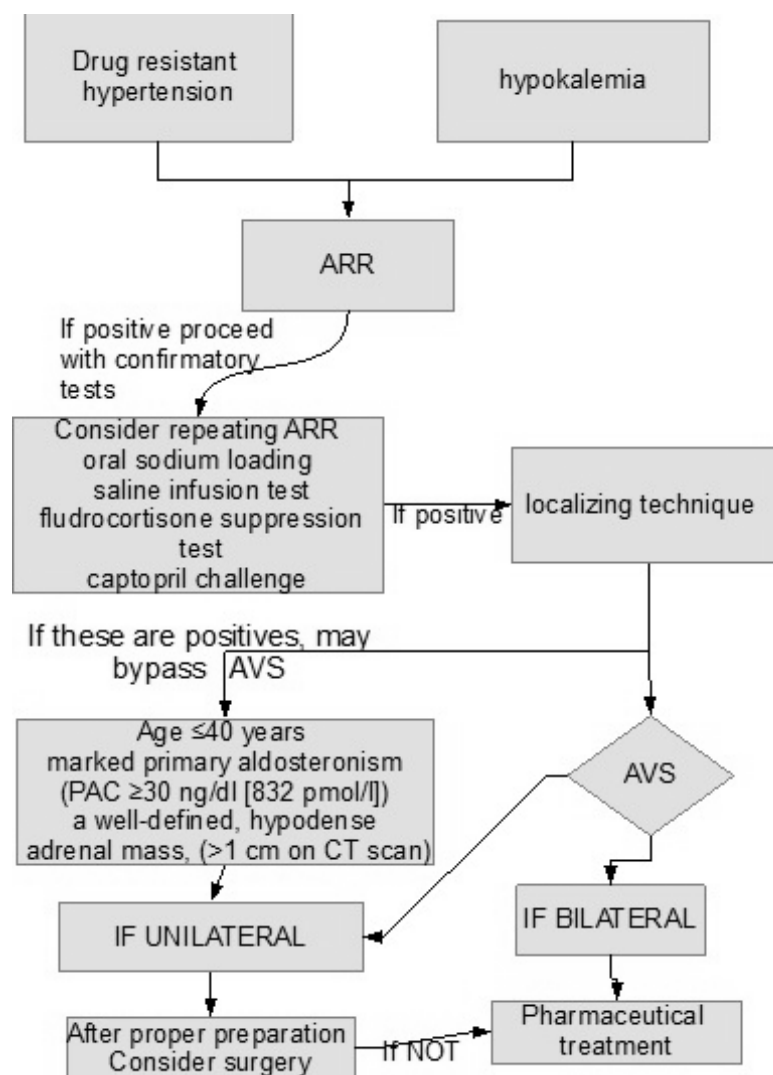 Drug resistant
hypertension
hypokalemia
ARR
If positive proceed
with confirmatory
tests
Consider repeating ARR
oral sodium loading
saline infusion test
fludrocortisone suppression
test
captopril challenge
If positive
localizing technique
If these are positives, may
bypass AVS
Age ≤40 years
marked primary aldosteronism
(PAC ≥30 ng/dl [832 pmol/l])
a well-defined, hypodense
adrenal mass, (>1 cm on CT scan)
AVS
IF UNILATERAL
IF BILATERAL
After proper preparation
Consider surgery
If NOT
Pharmaceutical
treatment